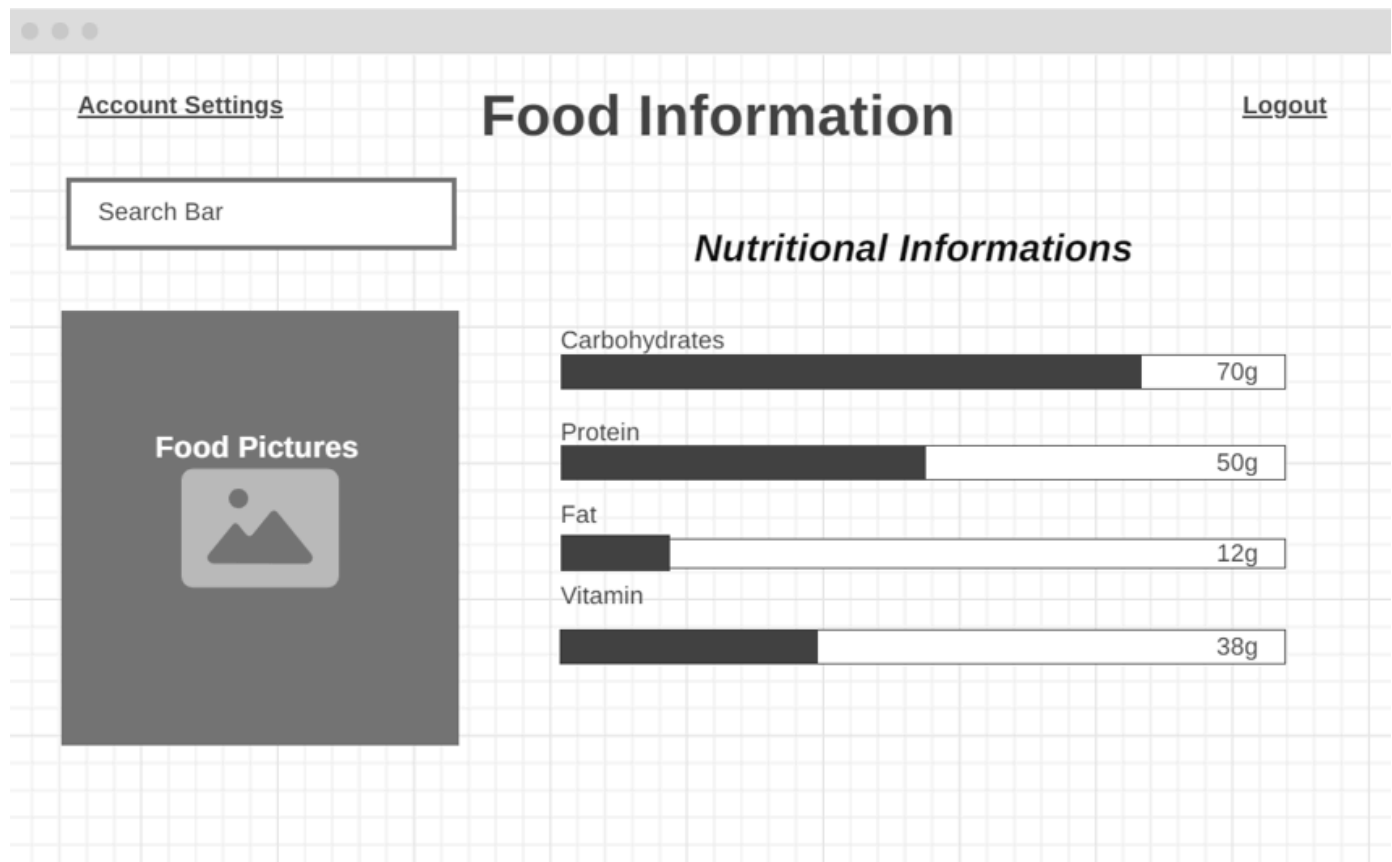 Account Settings
Food Information
Logout
Search Bar
Nutritional Informations
Food Pictures
Carbohydrates
70g
Protein
50g
Fat
12g
Vitamin
38g